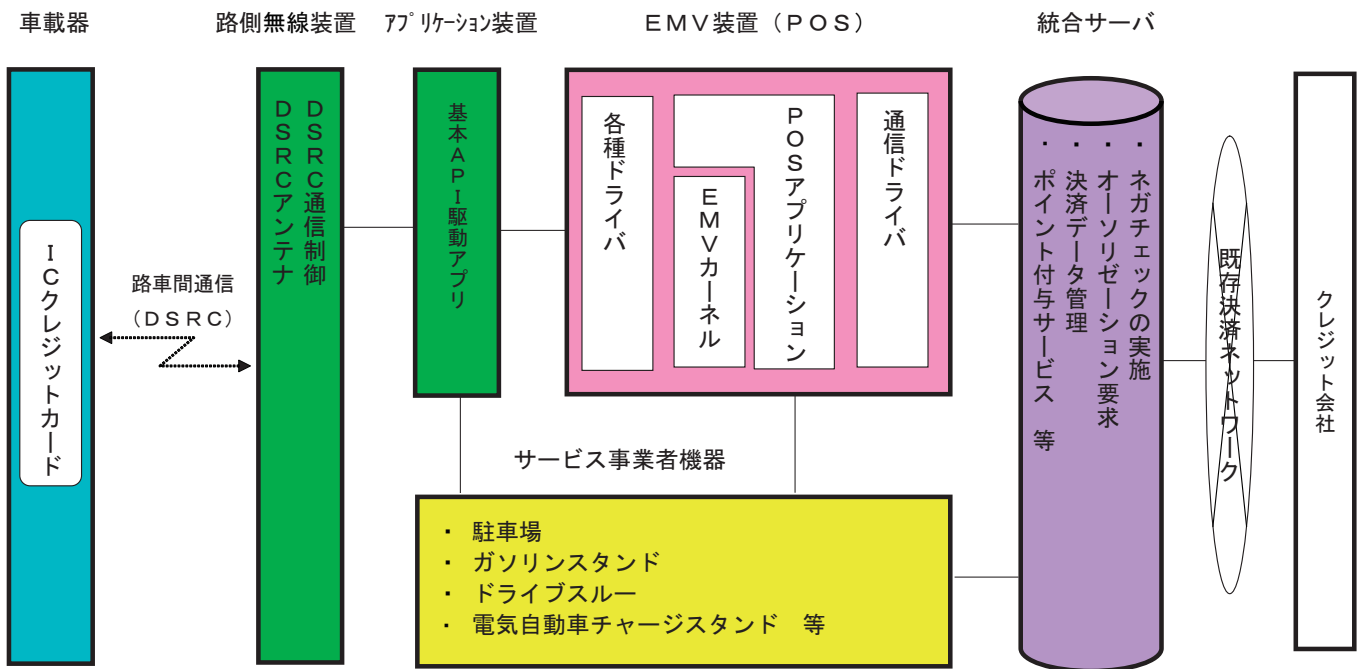 車載器
路側無線装置
ｱﾌﾟﾘｹｰｼｮﾝ装置
ＥＭＶ装置（ＰＯＳ）
統合サーバ
ＩＣクレジットカード
路車間通信
（ＤＳＲＣ）
ＤＳＲＣ通信制御
ＤＳＲＣアンテナ
基本ＡＰＩ駆動アプリ
各種ドライバ
ＰＯＳアプリケーション
ＥＭＶカーネル
通信ドライバ
・ ネガチェックの実施
・ オーソリゼーション要求
・ 決済データ管理
・ ポイント付与サービス 等
既存決済ネットワーク
クレジット会社
サービス事業者機器
・ 駐車場
・ ガソリンスタンド
・ ドライブスルー
・ 電気自動車チャージスタンド 等